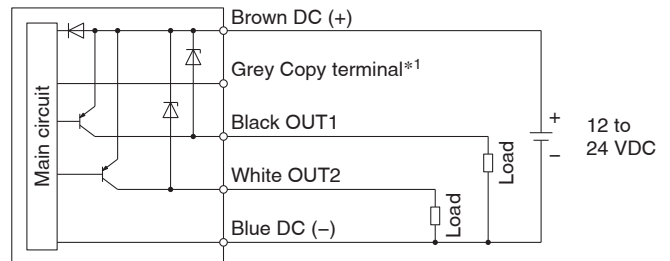 Brown DC (+)
Grey Copy terminal*1
Black OUT1
White OUT2
Blue DC (−)
Main circuit
Load
Load
+
−
12 to
24 VDC